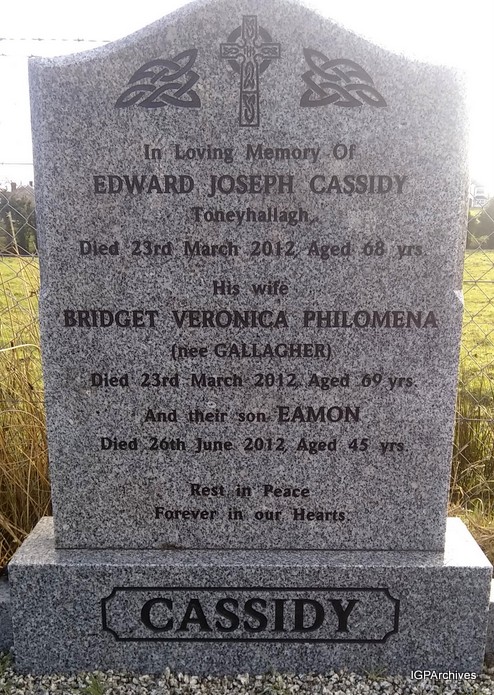 In Loving Memory Of
EDWARD JOSEPH CASSIDY
Toneyhallagh,
Died 23rd March 2012, Aged 68 yrs.
His wife
BRIDGET VERONICA PHILOMENA
(nee GALLAGHER)
Died 23rd March 2012, Aged 69 yrs.
And their son EAMON
Died 26th June 2012, Aged 45 yrs.
Rest in Peace
Forever in our Hearts.
CASSIDY
IGPArchives